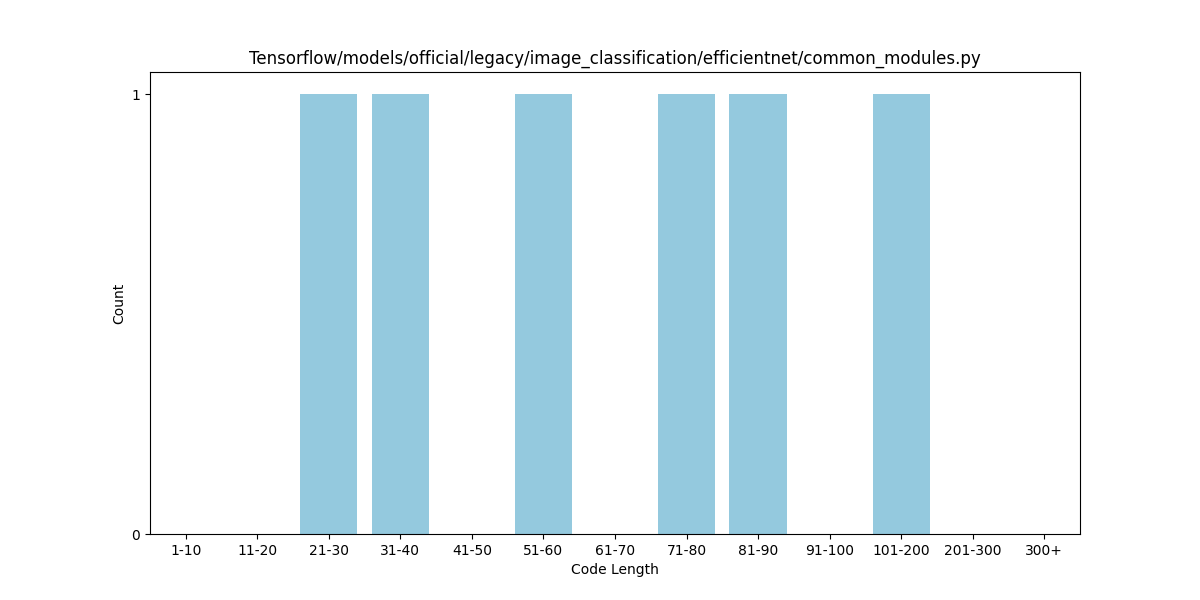 Tensorflow/models/official/legacy/image_classification/efficientnet/common_modules.py
1
Count
0
1-10 11-20 21-30 31-40 41-50 51-60 61-70 71-80 81-90 91-100 101-200 201-300 300+
Code Length